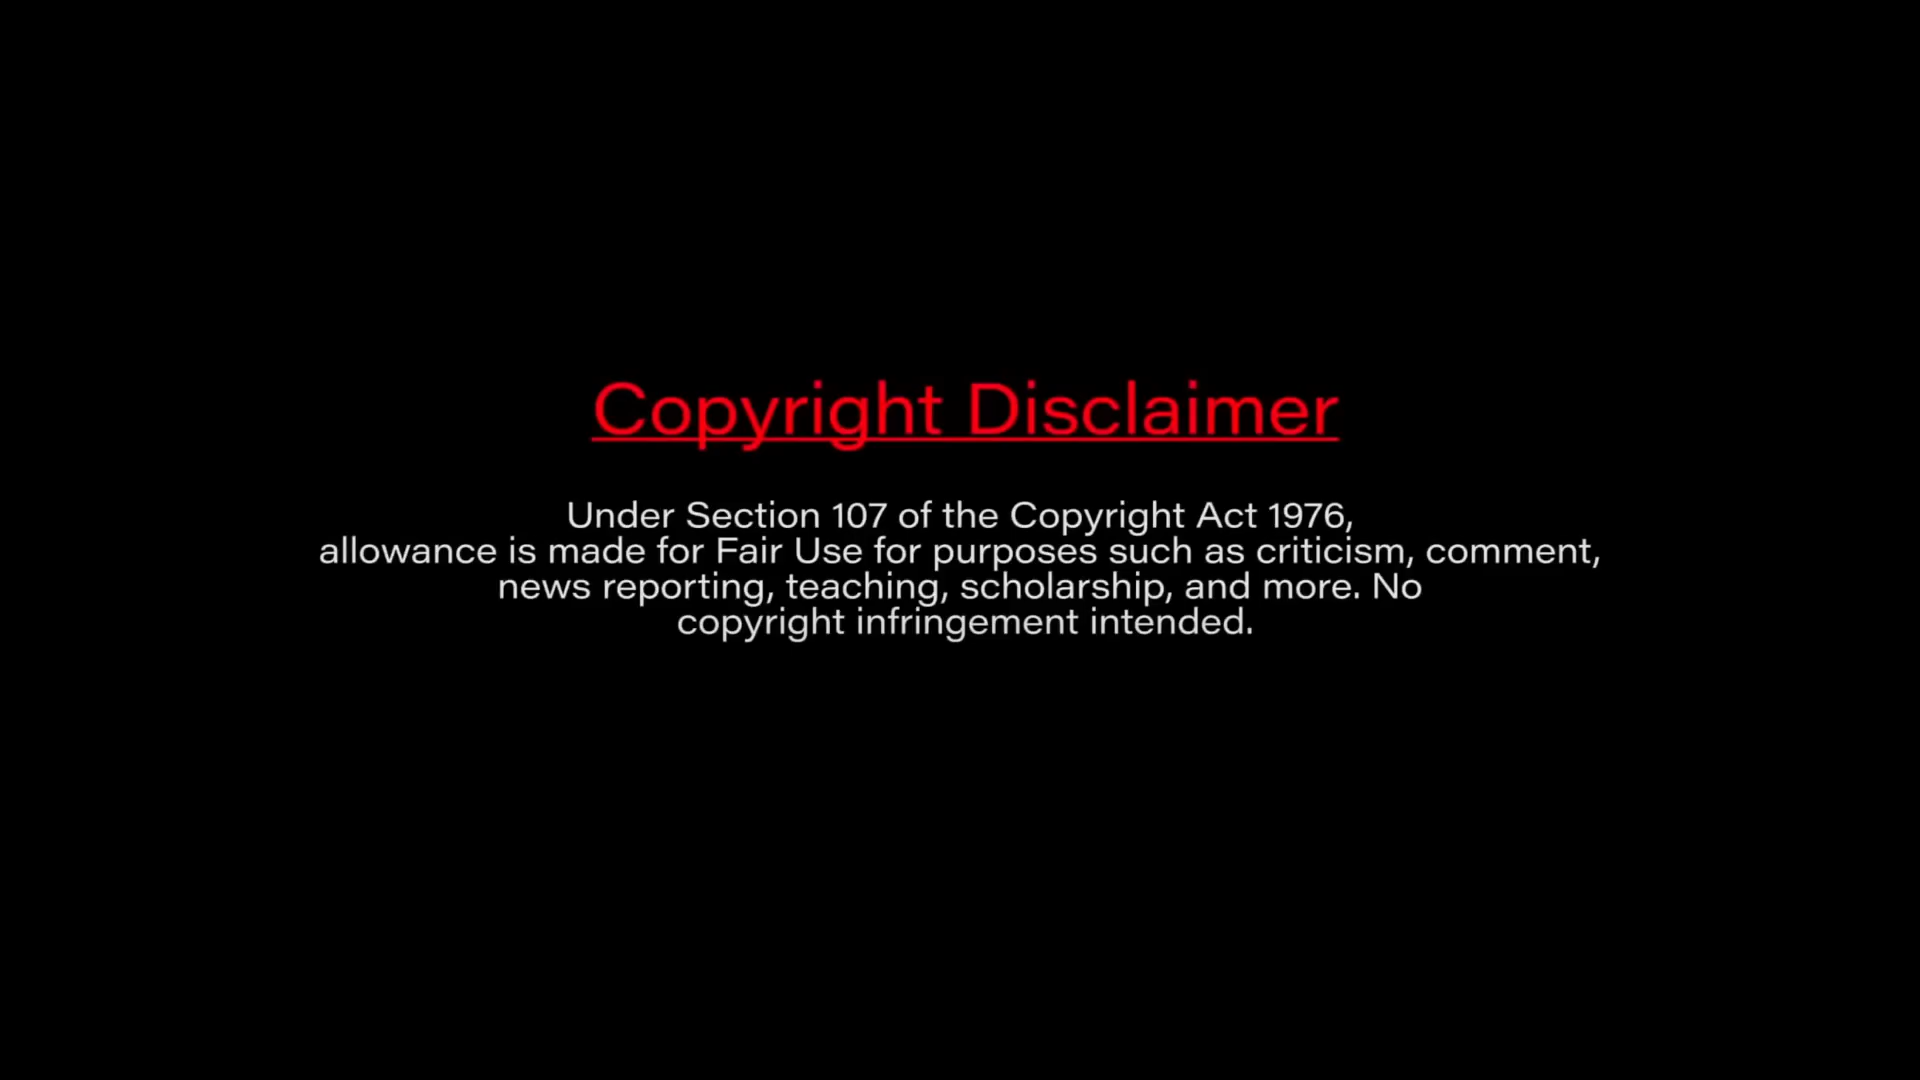 Copyright Disclaimer
Under Section 107 of the Copyright Act 1976,
allowance is made for Fair Use for purposes such as criticism, comment,
news reporting, teaching, scholarship, and more. No
copyright infringement intended.